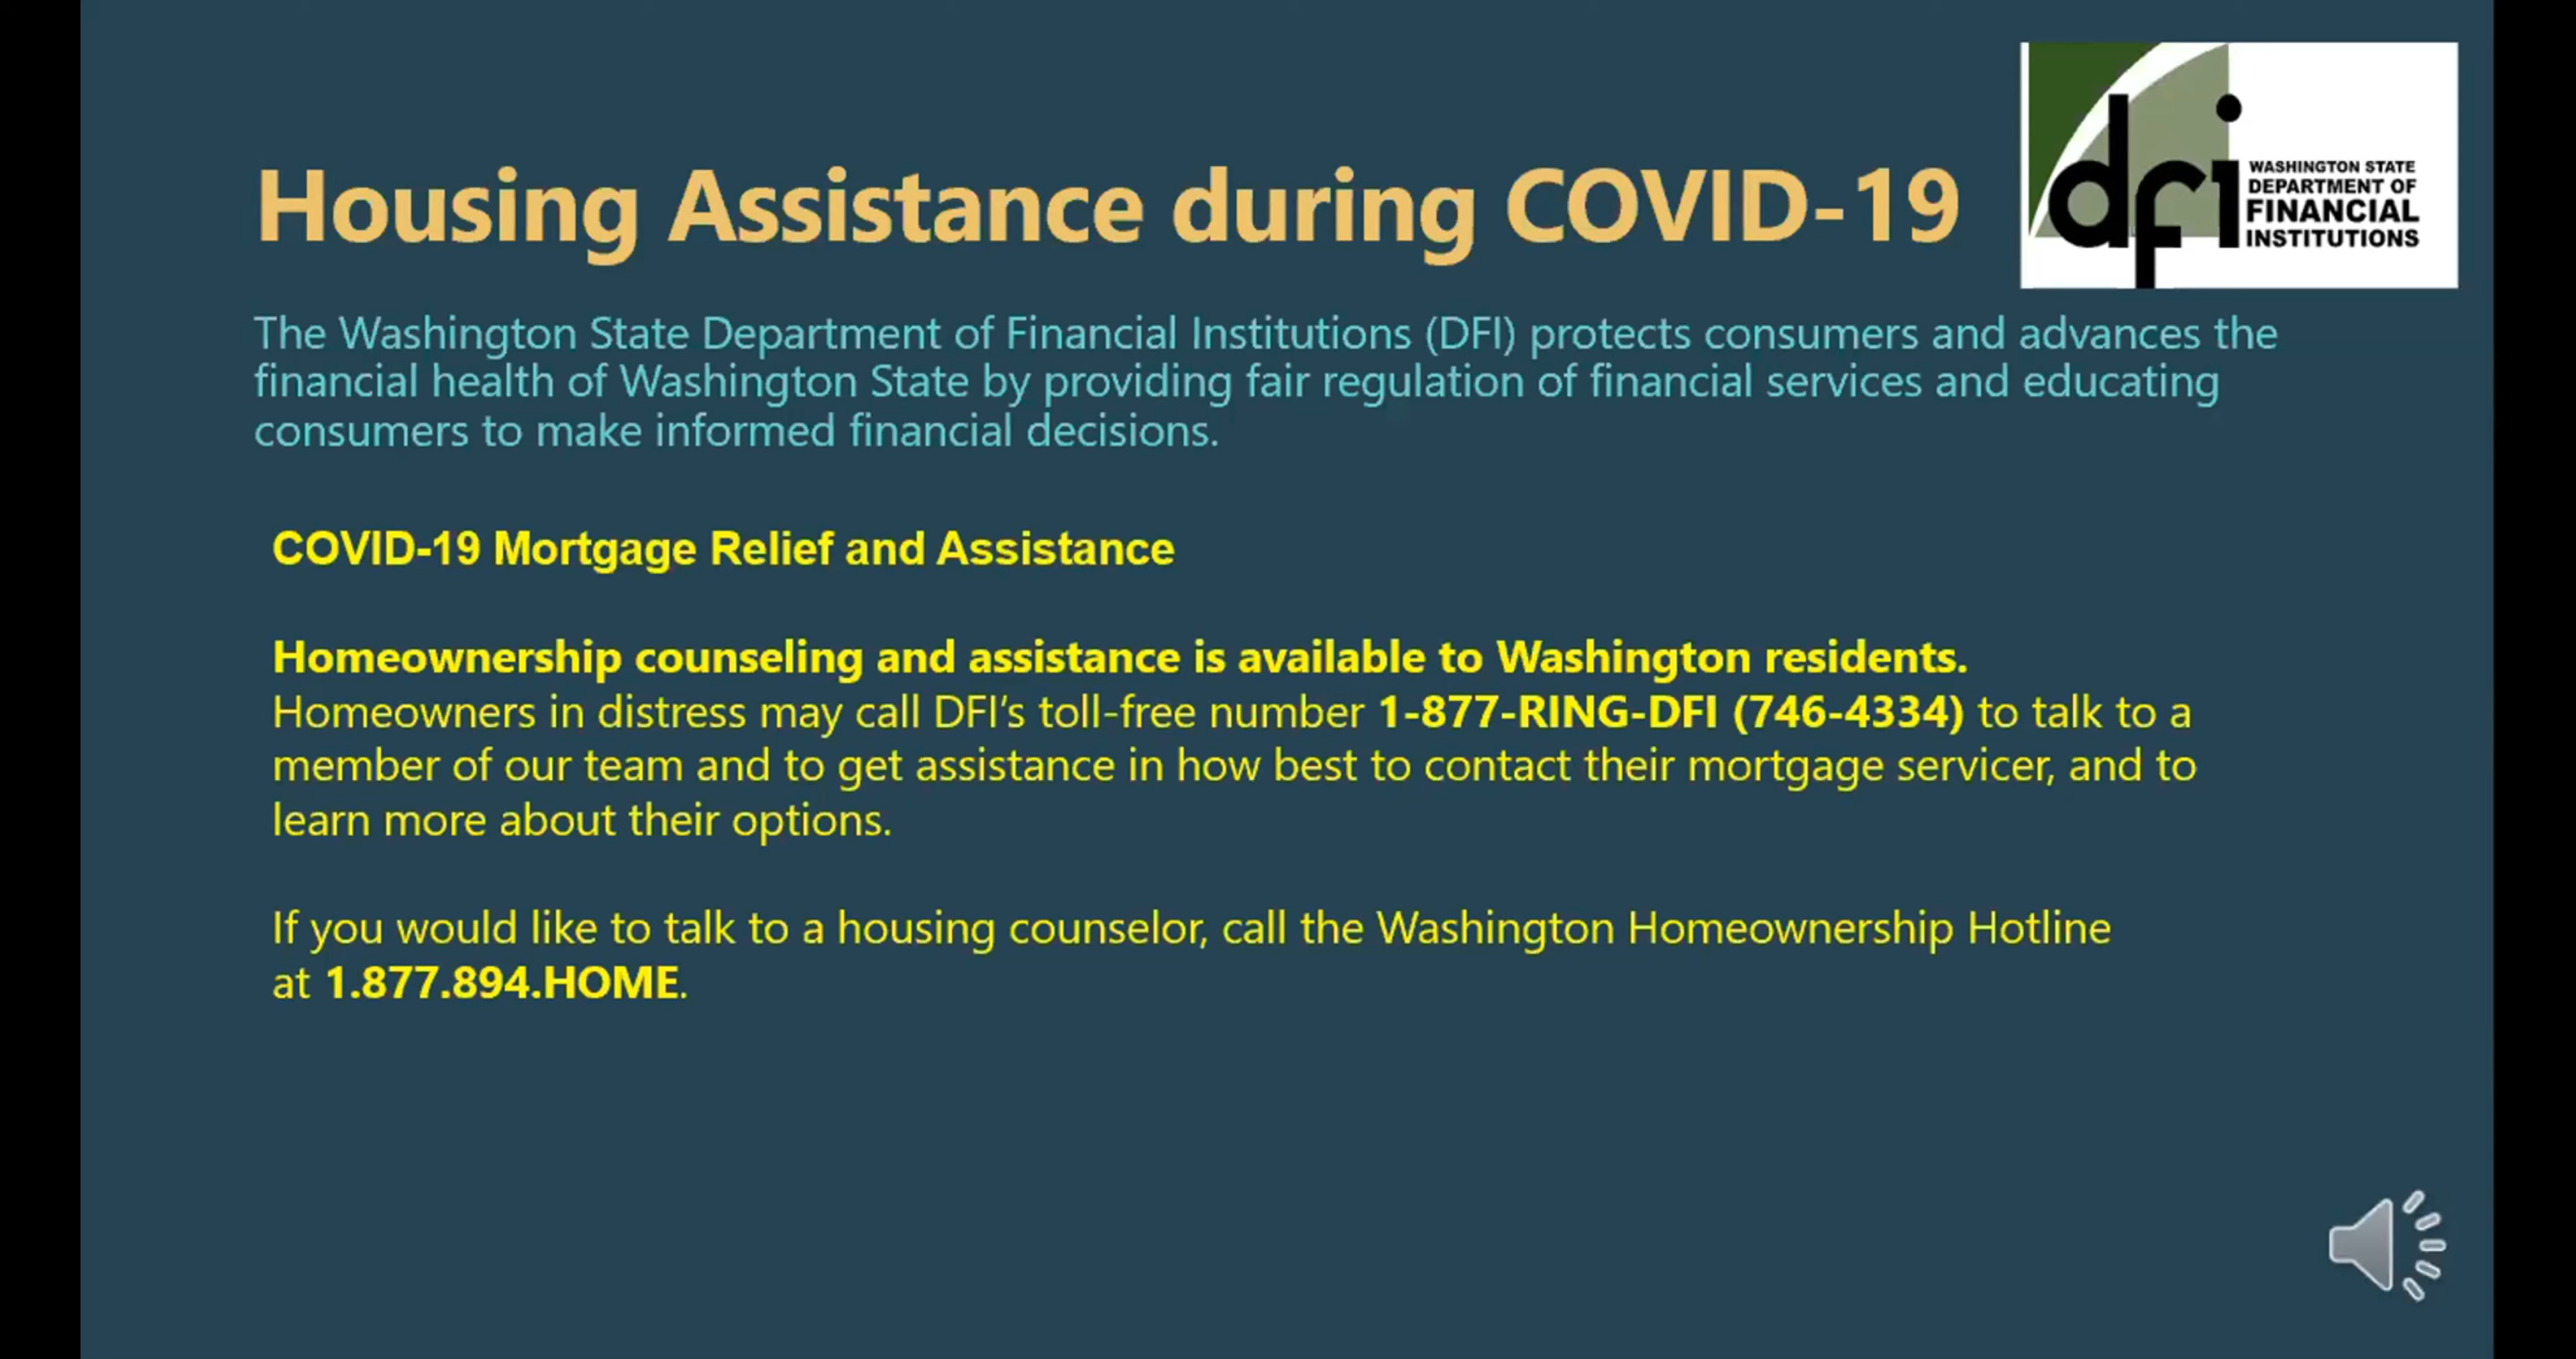 Housing Assistance during COVID-19
dfi
WASHINGTON STATE
DEPARTMENT OF
FINANCIAL
INSTITUTIONS
The Washington State Department of Financial Institutions (DFI) protects consumers and advances the
financial health of Washington State by providing fair regulation of financial services and educating
consumers to make informed financial decisions.
COVID-19 Mortgage Relief and Assistance
Homeownership counseling and assistance is available to Washington residents.
Homeowners in distress may call DFI’s toll-free number 1-877-RING-DFI (746-4334) to talk to a
member of our team and to get assistance in how best to contact their mortgage servicer, and to
learn more about their options.
If you would like to talk to a housing counselor, call the Washington Homeownership Hotline
at 1.877.894.HOME.